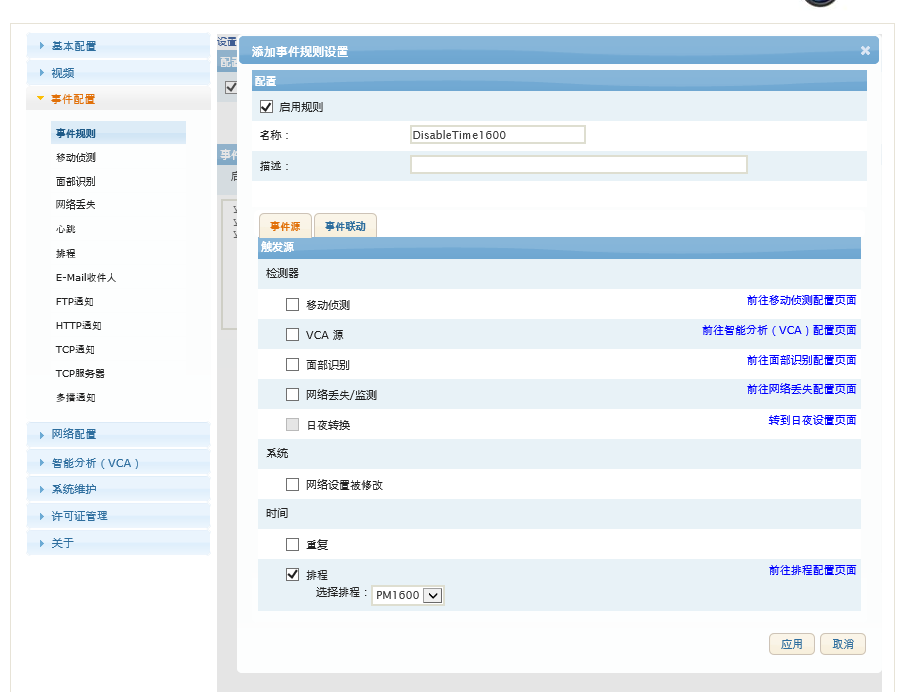 基本配置
视频
事件配置
事件规则
移动侦测
面部识别
网络丢失
心跳
排程
E-Mail收件人
FTP通知
HTTP通知
TCP通知
TCP服务器
多播通知
网络配置
智能分析（VCA）
系统维护
许可证管理
关于
设置
事件
添加事件规则设置
配置
启用规则
名称：
DisableTime1600
描述：
事件源 事件联动
触发源
检测器
移动侦测 前往移动侦测配置页面
VCA 源 前往智能分析（VCA）配置页面
面部识别 前往面部识别配置页面
网络丢失/监测 前往网络丢失配置页面
日夜转换 转到日夜设置页面
系统
网络设置被修改
时间
重复
排程 前往排程配置页面
选择排程： PM1600
应用 取消